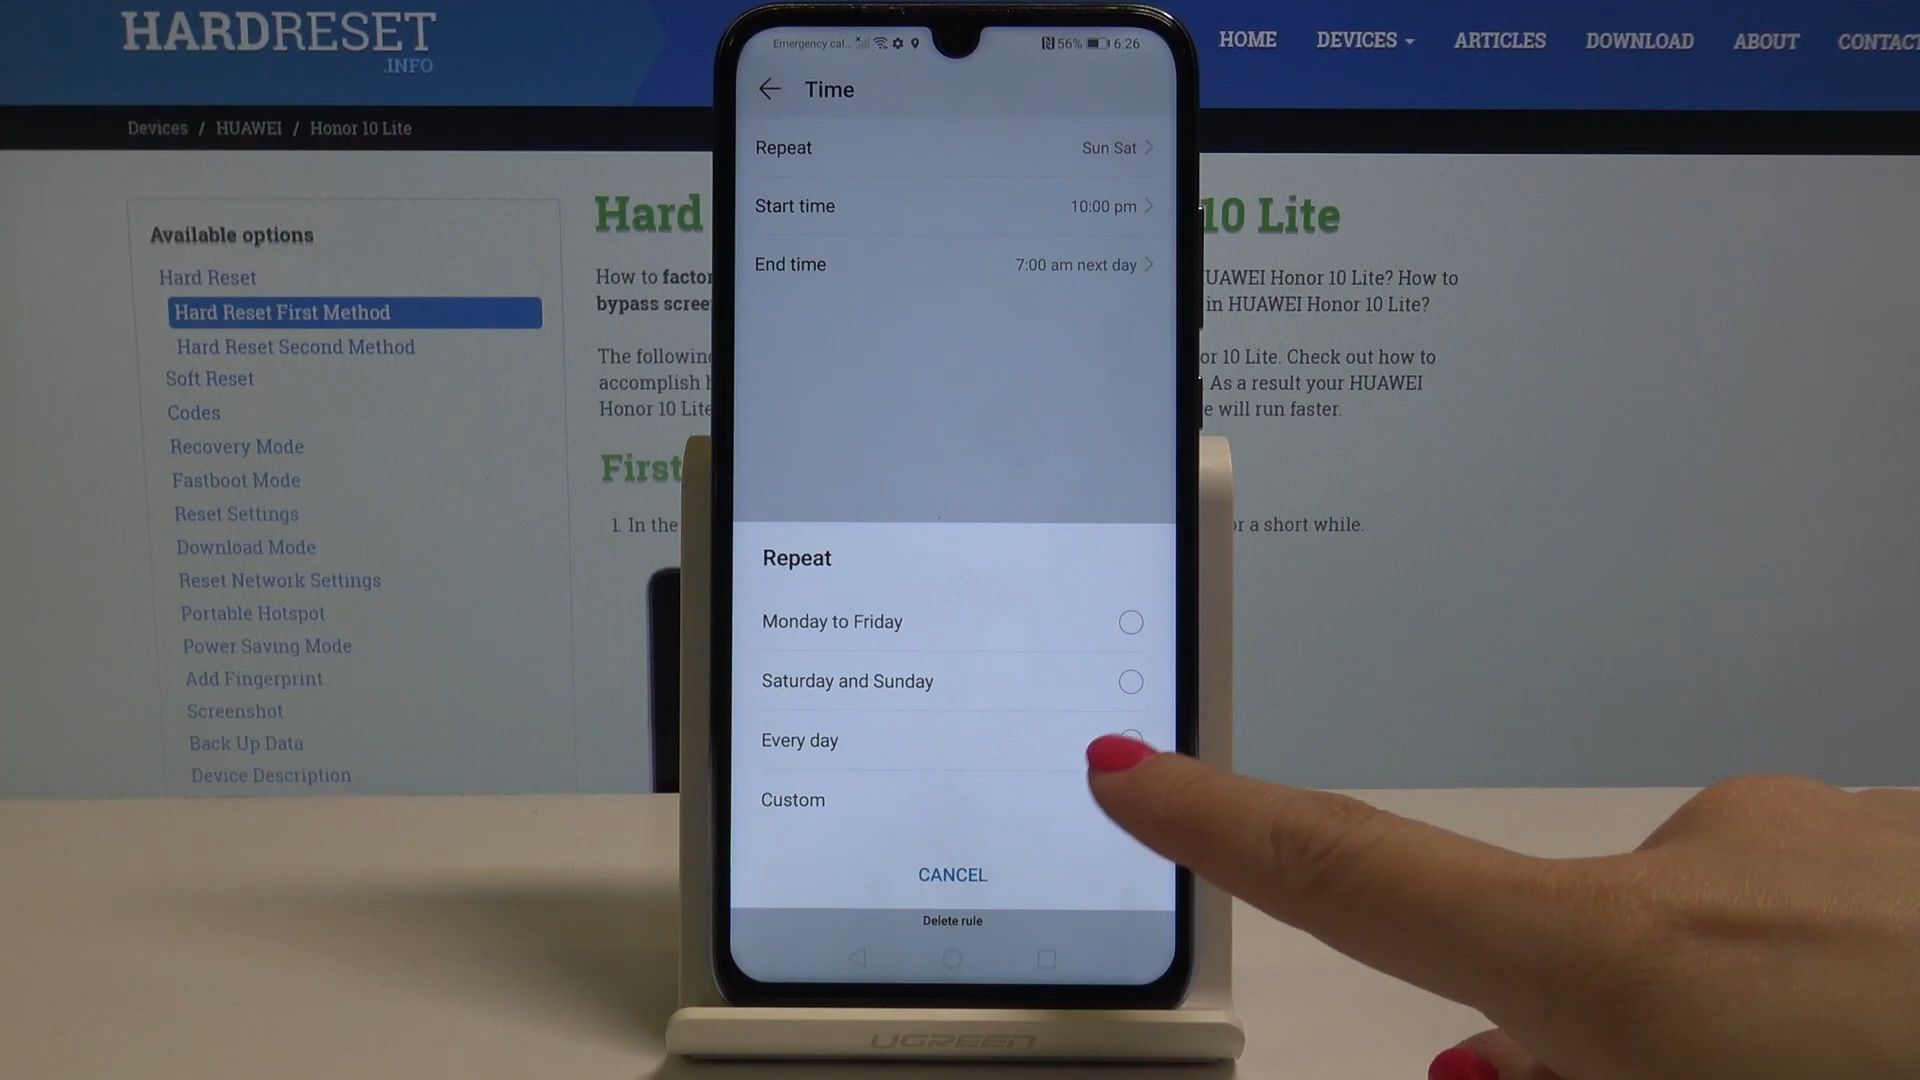 HARDRESET
.INFO
HOME
DEVICES
ARTICLES
DOWNLOAD
ABOUT
CONTACT
Devices / HUAWEI / Honor 10 Lite
Available options
Hard Reset
Hard Reset First Method
Hard Reset Second Method
Soft Reset
Codes
Recovery Mode
Fastboot Mode
Reset Settings
Download Mode
Reset Network Settings
Portable Hotspot
Power Saving Mode
Add Fingerprint
Screenshot
Back Up Data
Device Description
Hard
10 Lite
How to factor
UAWEI Honor 10 Lite? How to
bypass scree
in HUAWEI Honor 10 Lite?
The following
or 10 Lite. Check out how to
accomplish h
As a result your HUAWEI
Honor 10 Lite
e will run faster.
First
1. In the
or a short while.
Emergency cal...
56%
6:26
Time
Repeat
Sun Sat
Start time
10:00 pm
End time
7:00 am next day
Repeat
Monday to Friday
Saturday and Sunday
Every day
Custom
CANCEL
Delete rule
UGREEN